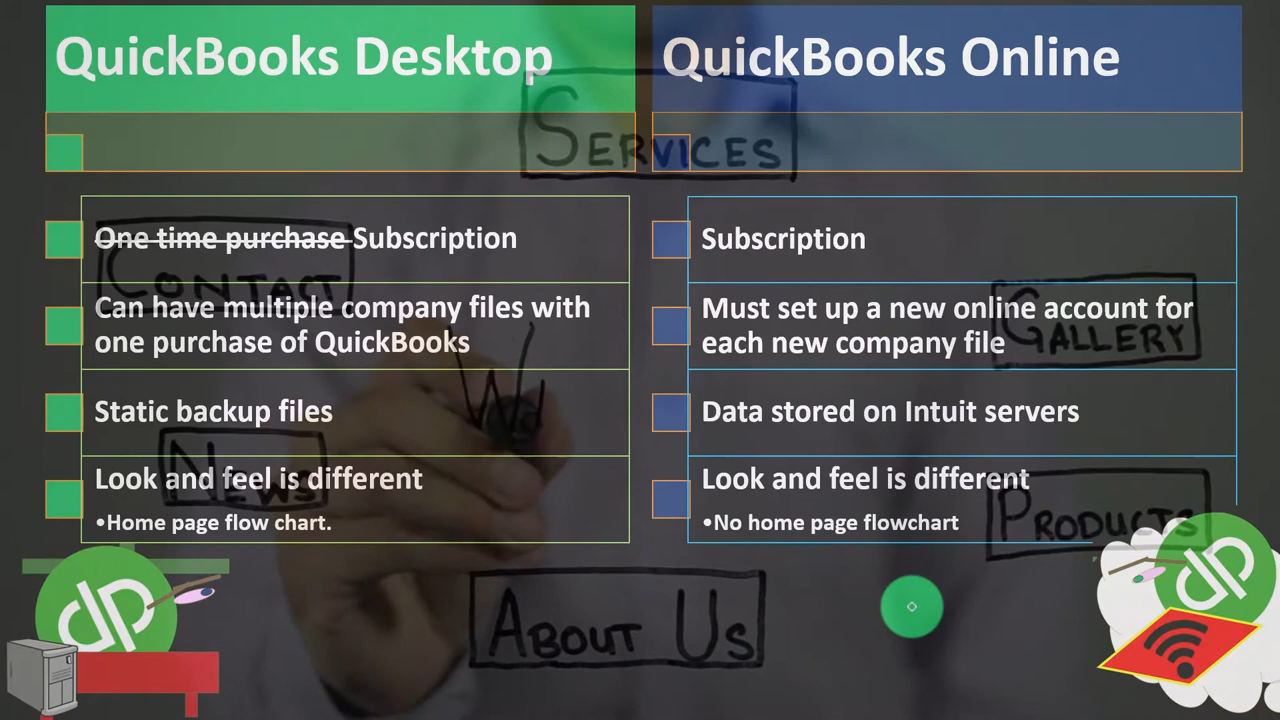 QuickBooks Desktop
~~One time purchase~~ Subscription
Can have multiple company files with
one purchase of QuickBooks
Static backup files
Look and feel is different
•Home page flow chart.
QuickBooks Online
Subscription
Must set up a new online account for
each new company file
Data stored on Intuit servers
Look and feel is different
•No home page flowchart
SERVICES
CONTACT
GALLERY
NEWS
PRODUCTS
ABOUT US